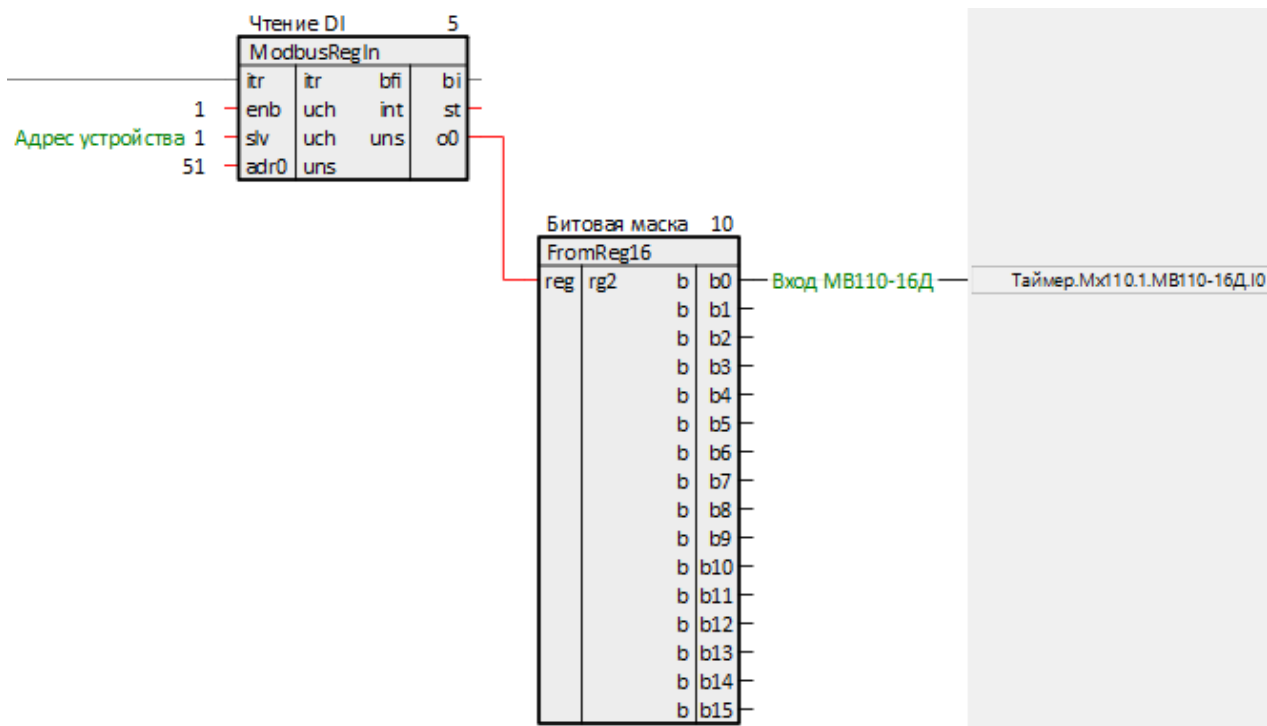 Чтение DI 5
ModbusRegIn
itr itr bfi bi
1 enb uch int st
Адрес устройства 1 slv uch uns o0
51 adr0 uns
Битовая маска 10
FromReg16
reg rg2 b b0 Вход МВ110-16Д Таймер.Mx110.1.МВ110-16Д.I0
b b1
b b2
b b3
b b4
b b5
b b6
b b7
b b8
b b9
b b10
b b11
b b12
b b13
b b14
b b15